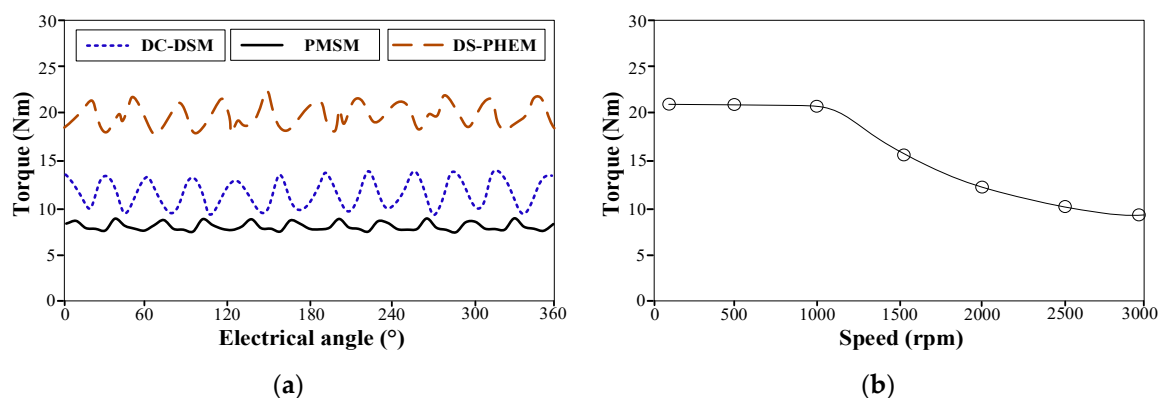 30
25
20
15
10
5
0
Torque (Nm)
DC-DSM PMSM DS-PHEM
0 60 120 180 240 300 360
Electrical angle (°)
(a)
30
25
20
15
10
5
0
Torque (Nm)
0 500 1000 1500 2000 2500 3000
Speed (rpm)
(b)